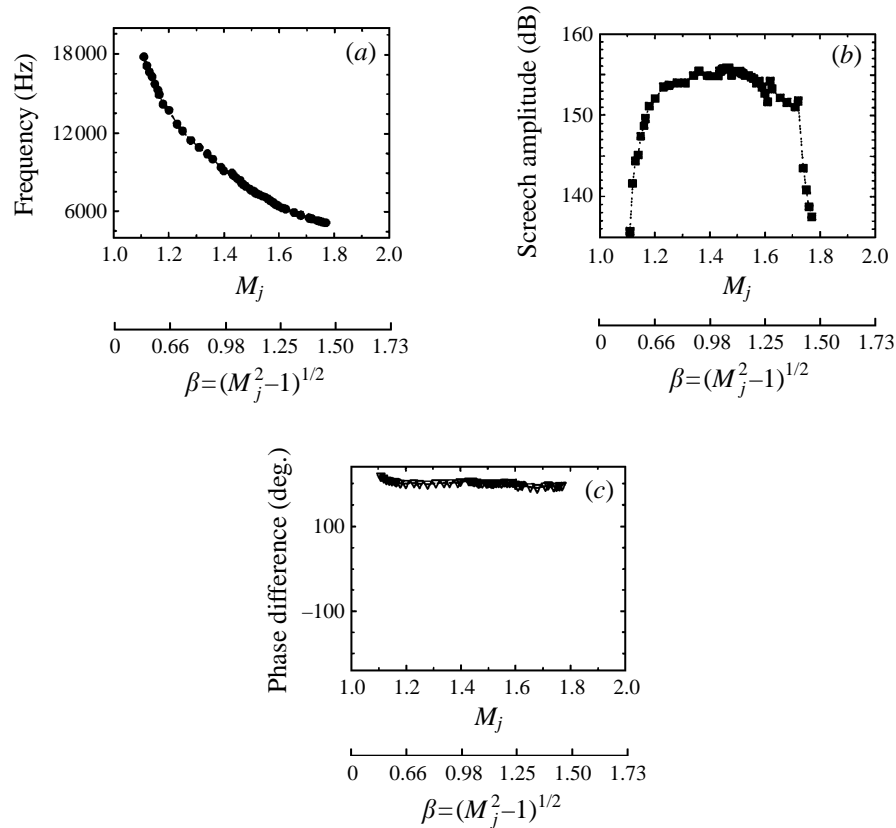 (a)
Frequency (Hz)
18000
12000
6000
1.0 1.2 1.4 1.6 1.8 2.0
M_j
0 0.66 0.98 1.25 1.50 1.73
β=(M_j^2–1)^{1/2}
(b)
Screech amplitude (dB)
160
150
140
1.0 1.2 1.4 1.6 1.8 2.0
M_j
0 0.66 0.98 1.25 1.50 1.73
β=(M_j^2–1)^{1/2}
(c)
Phase difference (deg.)
100
–100
1.0 1.2 1.4 1.6 1.8 2.0
M_j
0 0.66 0.98 1.25 1.50 1.73
β=(M_j^2–1)^{1/2}